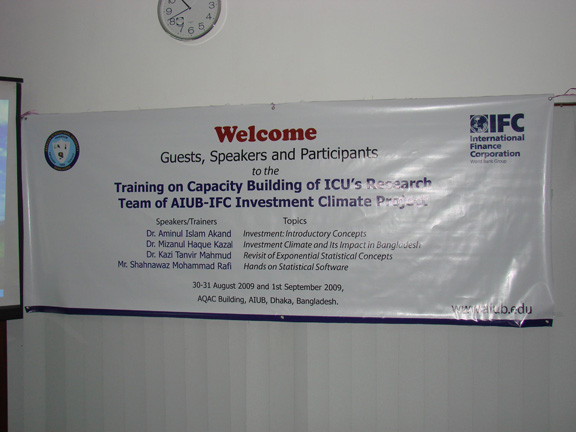 Welcome
Guests, Speakers and Participants
to the
Training on Capacity Building of ICU's Research
Team of AIUB-IFC Investment Climate Project.
Speakers/Trainers Topics
Dr. Aminul Islam Akand Investment: Introductory Concepts
Dr. Mizanul Haque Kazal Investment Climate and Its Impact in Bangladesh
Dr. Kazi Tanvir Mahmud Revisit of Exponential Statistical Concepts
Mr. Shahnawaz Mohammad Rafi Hands on Statistical Software
30-31 August 2009 and 1st September 2009,
AQAC Building, AIUB, Dhaka, Bangladesh.
IFC
International
Finance
Corporation
World Bank Group
www.aiub.edu